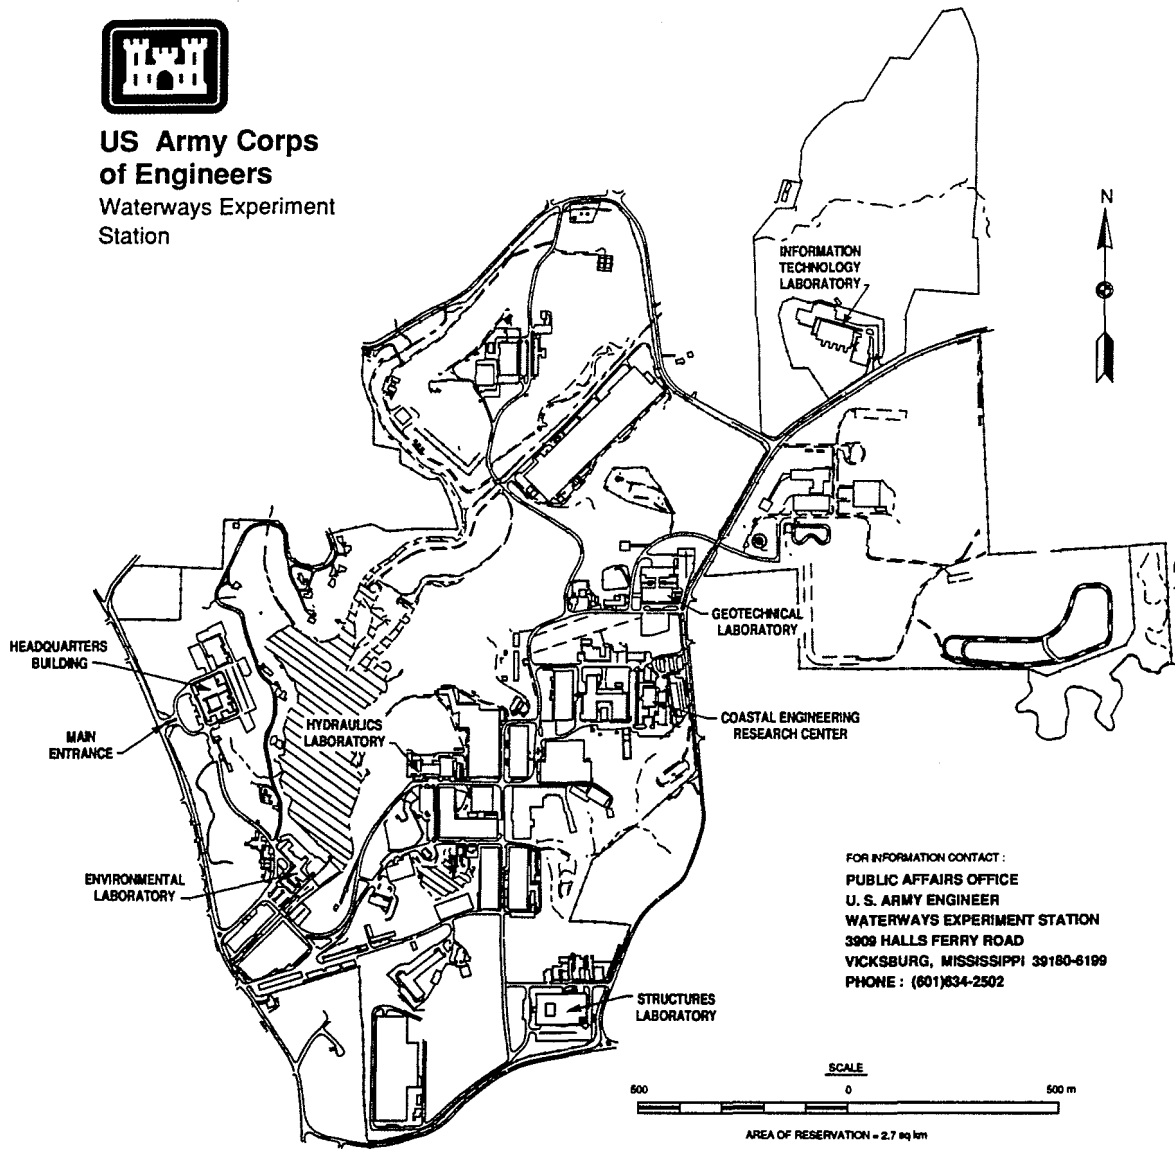 US Army Corps
of Engineers
Waterways Experiment
Station
N
INFORMATION
TECHNOLOGY
LABORATORY
GEOTECHNICAL
LABORATORY
HEADQUARTERS
BUILDING
MAIN
ENTRANCE
HYDRAULICS
LABORATORY
COASTAL ENGINEERING
RESEARCH CENTER
ENVIRONMENTAL
LABORATORY
STRUCTURES
LABORATORY
FOR INFORMATION CONTACT :
PUBLIC AFFAIRS OFFICE
U. S. ARMY ENGINEER
WATERWAYS EXPERIMENT STATION
3909 HALLS FERRY ROAD
VICKSBURG, MISSISSIPPI 39180-6199
PHONE : (601)634-2502
SCALE
500 0 500 m
AREA OF RESERVATION = 2.7 sq km